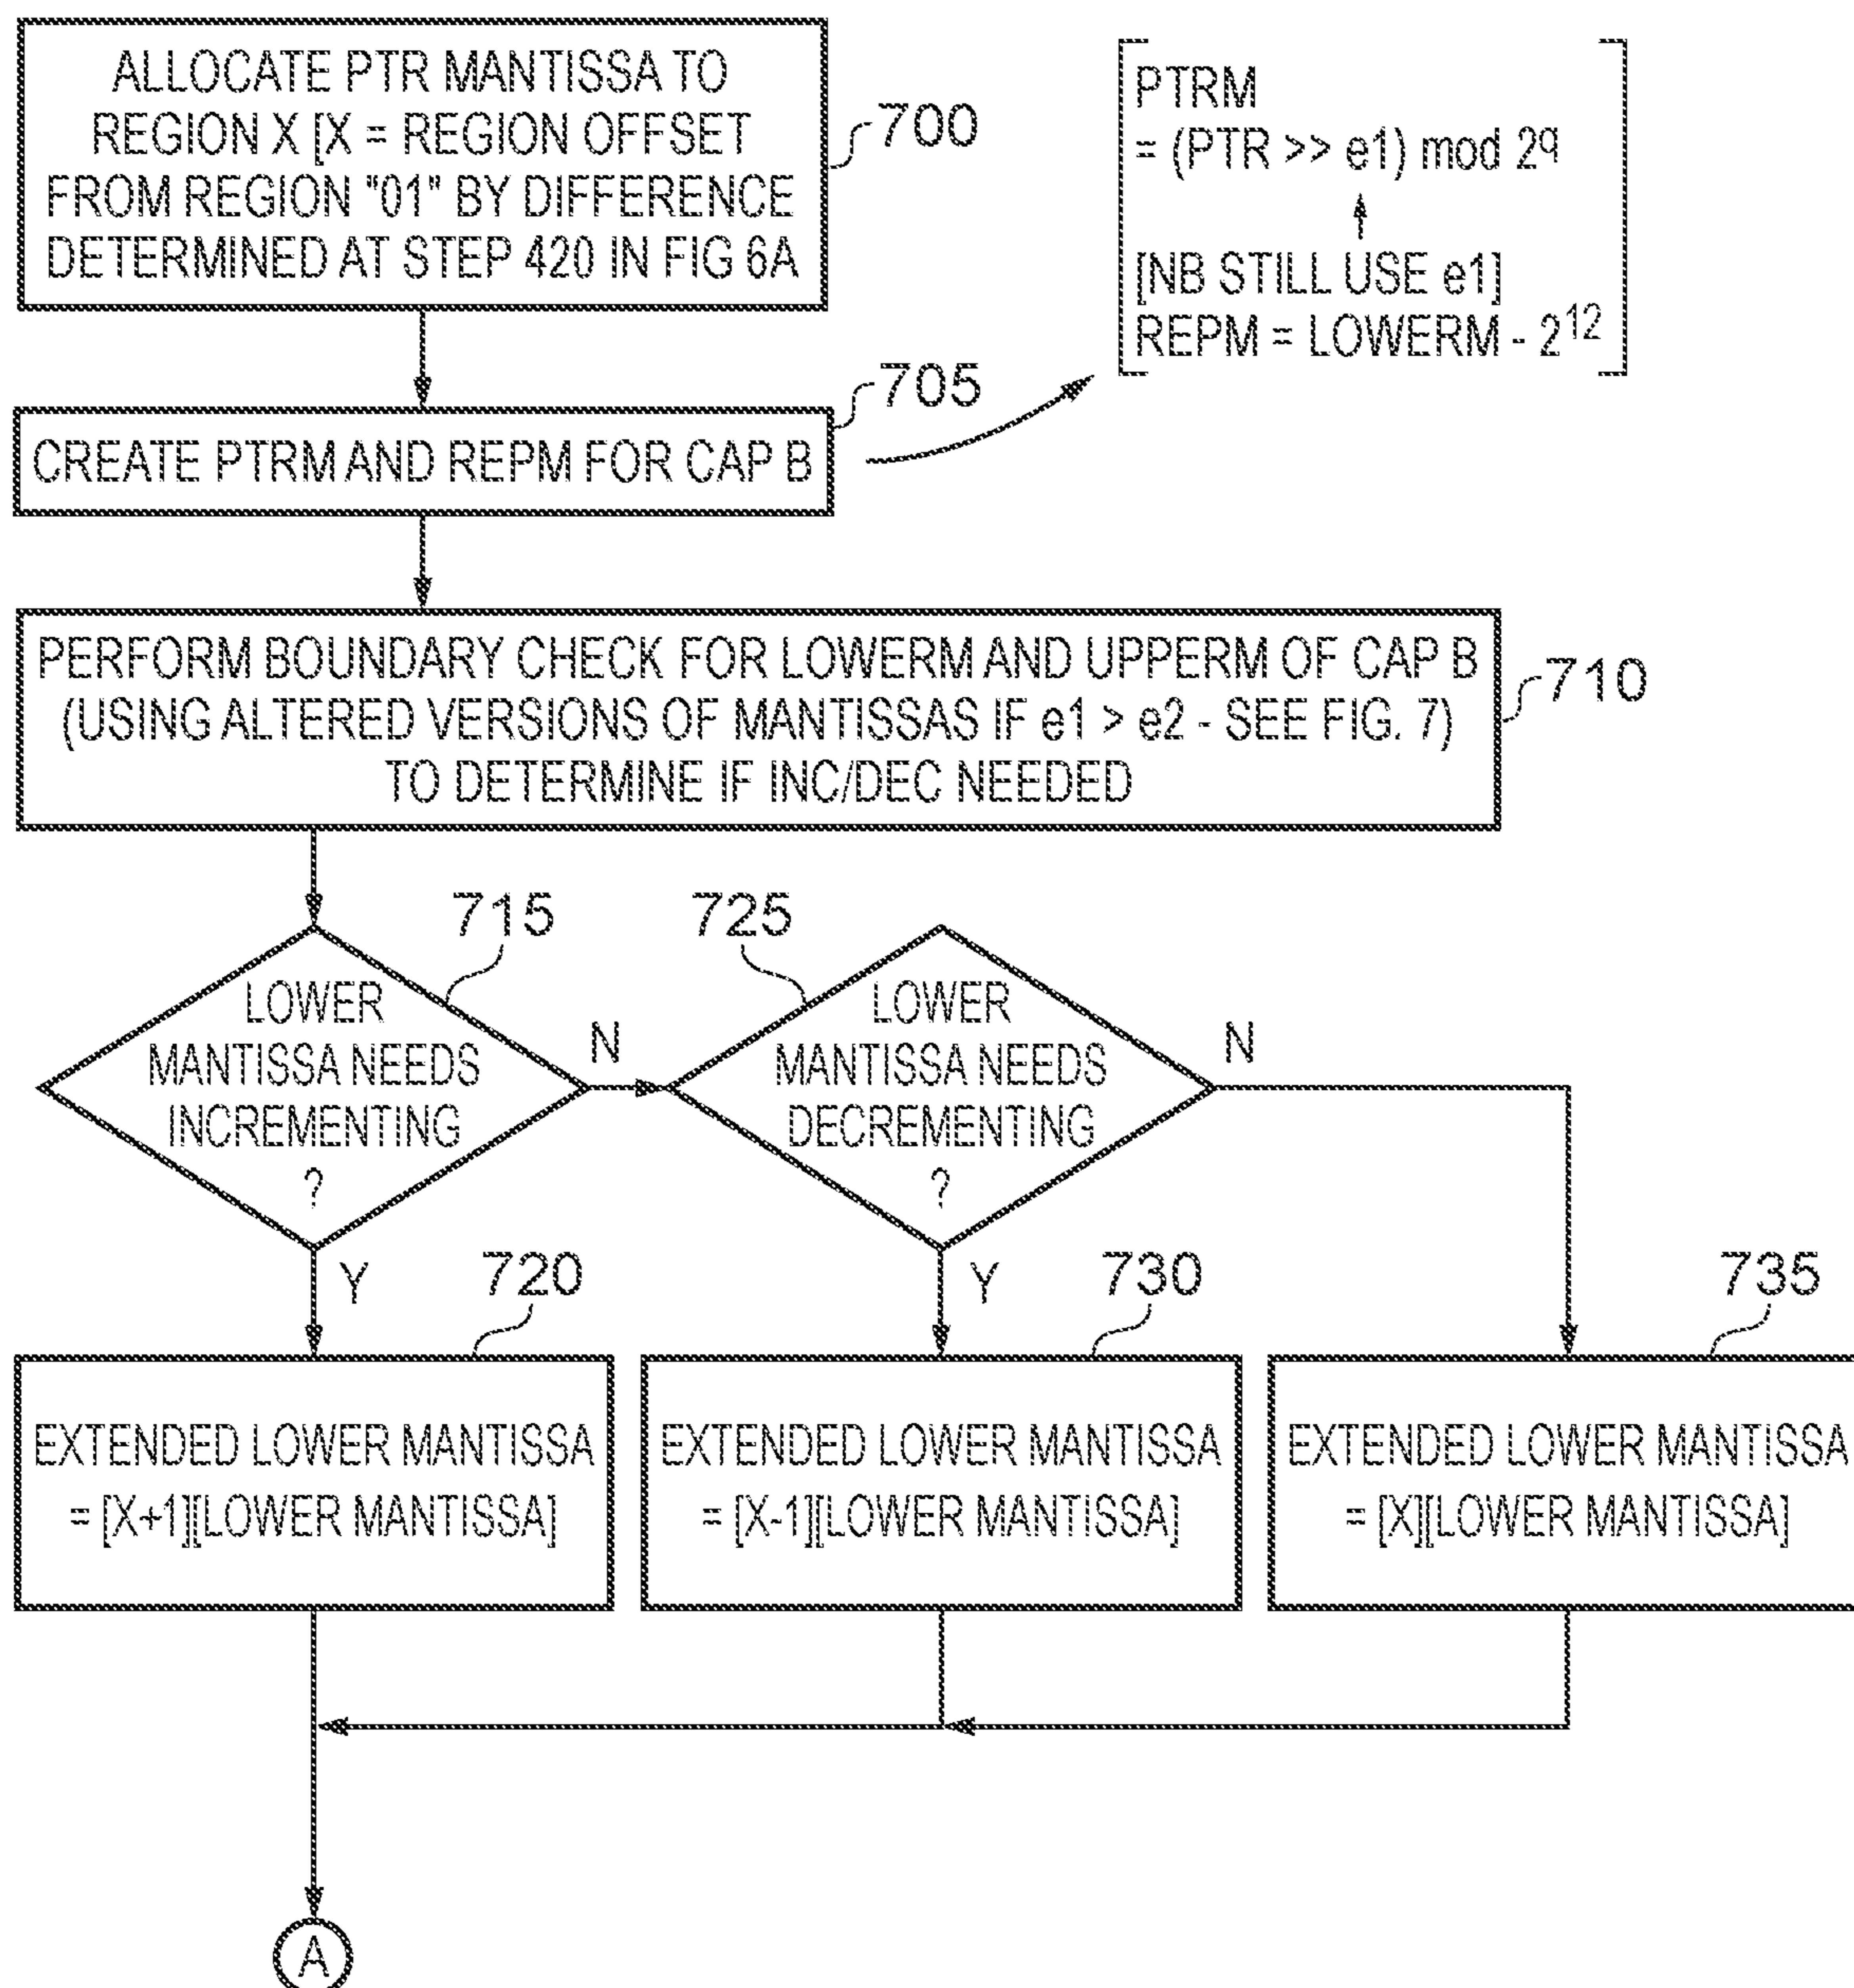 ALLOCATE PTR MANTISSA TO
REGION X [X = REGION OFFSET
FROM REGION "01" BY DIFFERENCE
DETERMINED AT STEP 420 IN FIG 6A
700
PTRM
= (PTR >> e1) mod 2q
[NB STILL USE e1]
REPM = LOWERM - 2¹²
705
CREATE PTRM AND REPM FOR CAP B
PERFORM BOUNDARY CHECK FOR LOWERM AND UPPERM OF CAP B
(USING ALTERED VERSIONS OF MANTISSAS IF e1 > e2 - SEE FIG. 7)
TO DETERMINE IF INC/DEC NEEDED
710
715
LOWER
MANTISSA NEEDS
INCREMENTING
?
N
Y
725
LOWER
MANTISSA NEEDS
DECREMENTING
?
N
Y
720
EXTENDED LOWER MANTISSA
= [X+1][LOWER MANTISSA]
730
EXTENDED LOWER MANTISSA
= [X-1][LOWER MANTISSA]
735
EXTENDED LOWER MANTISSA
= [X][LOWER MANTISSA]
A